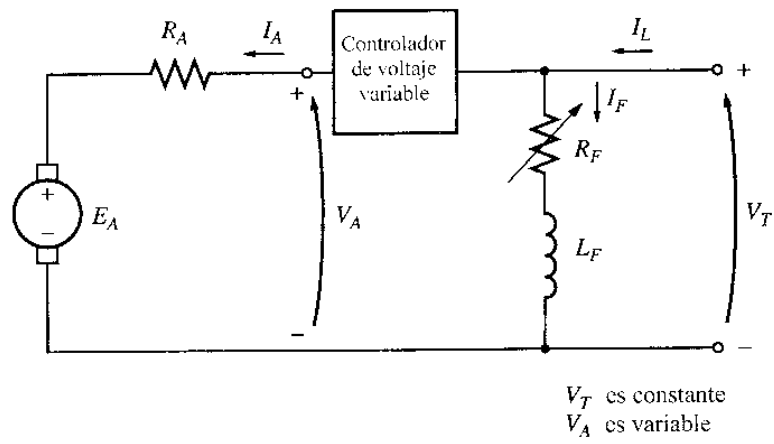 R_A
I_A
Controlador
de voltaje
variable
I_L
+
+
I_F
R_F
+
−
E_A
V_A
V_T
L_F
−
−
V_T es constante
V_A es variable